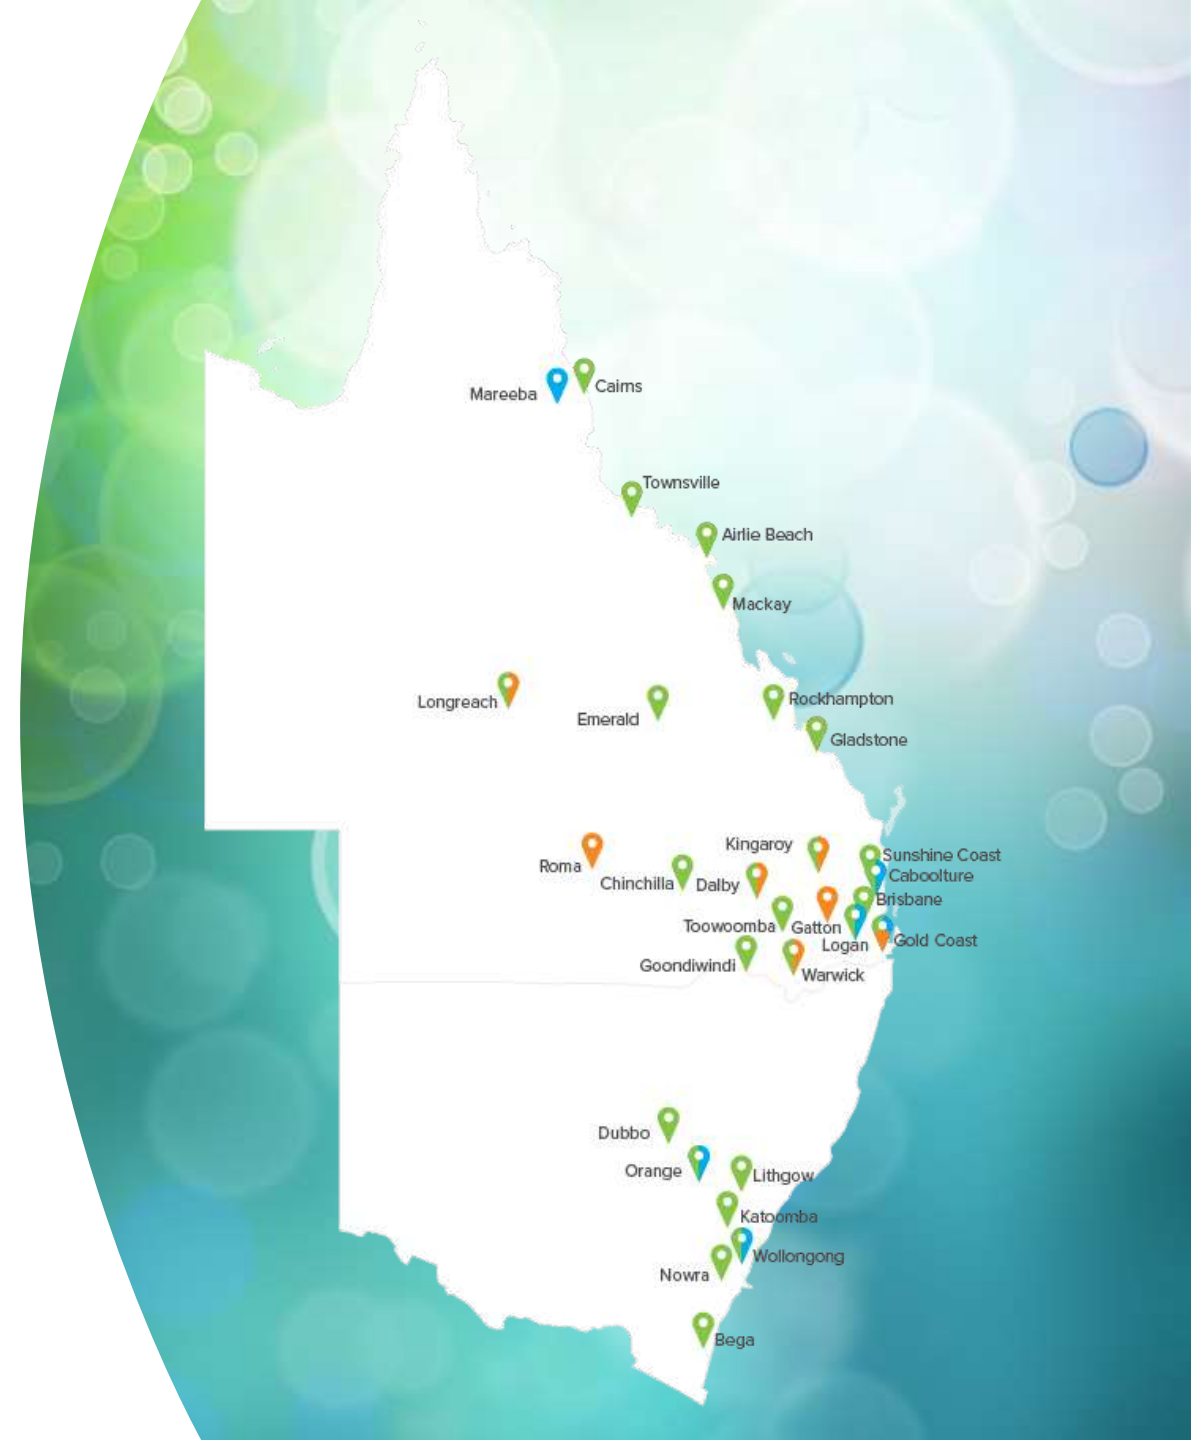 Cairns
Mareeba
Townsville
Airlie Beach
Mackay
Longreach
Rockhampton
Emerald
Gladstone
Kingaroy
Sunshine Coast
Roma
Caboolture
Chinchilla
Dalby
Brisbane
Toowoomba
Gatton
Logan
Gold Coast
Goondiwindi
Warwick
Dubbo
Orange
Lithgow
Katoomba
Wollongong
Nowra
Bega